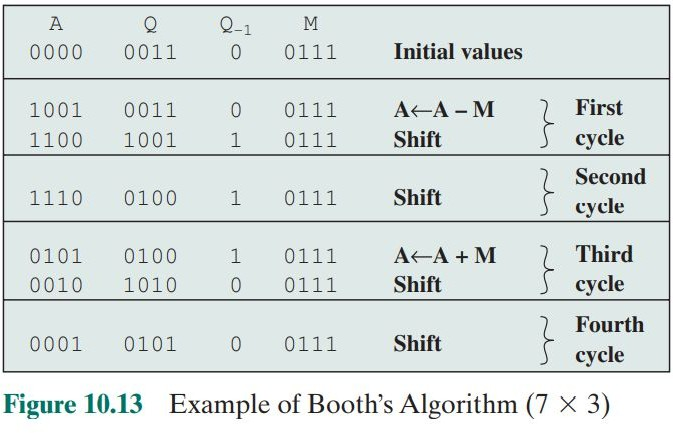 A Q Q-1 M
0000 0011 0 0111 Initial values
1001 0011 0 0111 A←A – M First
1100 1001 1 0111 Shift cycle
1110 0100 1 0111 Shift Second cycle
0101 0100 1 0111 A←A + M Third
0010 1010 0 0111 Shift cycle
0001 0101 0 0111 Shift Fourth cycle
Figure 10.13 Example of Booth's Algorithm (7 × 3)